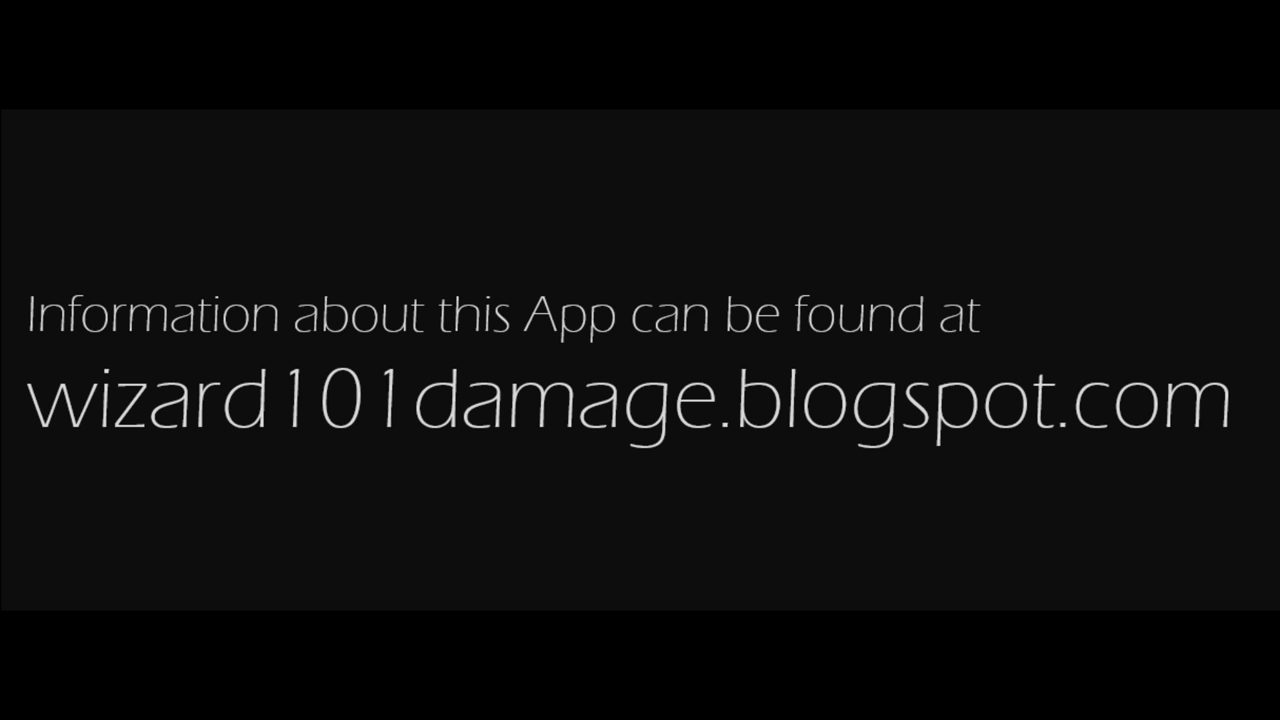 Information about this App can be found at
wizard101damage.blogspot.com